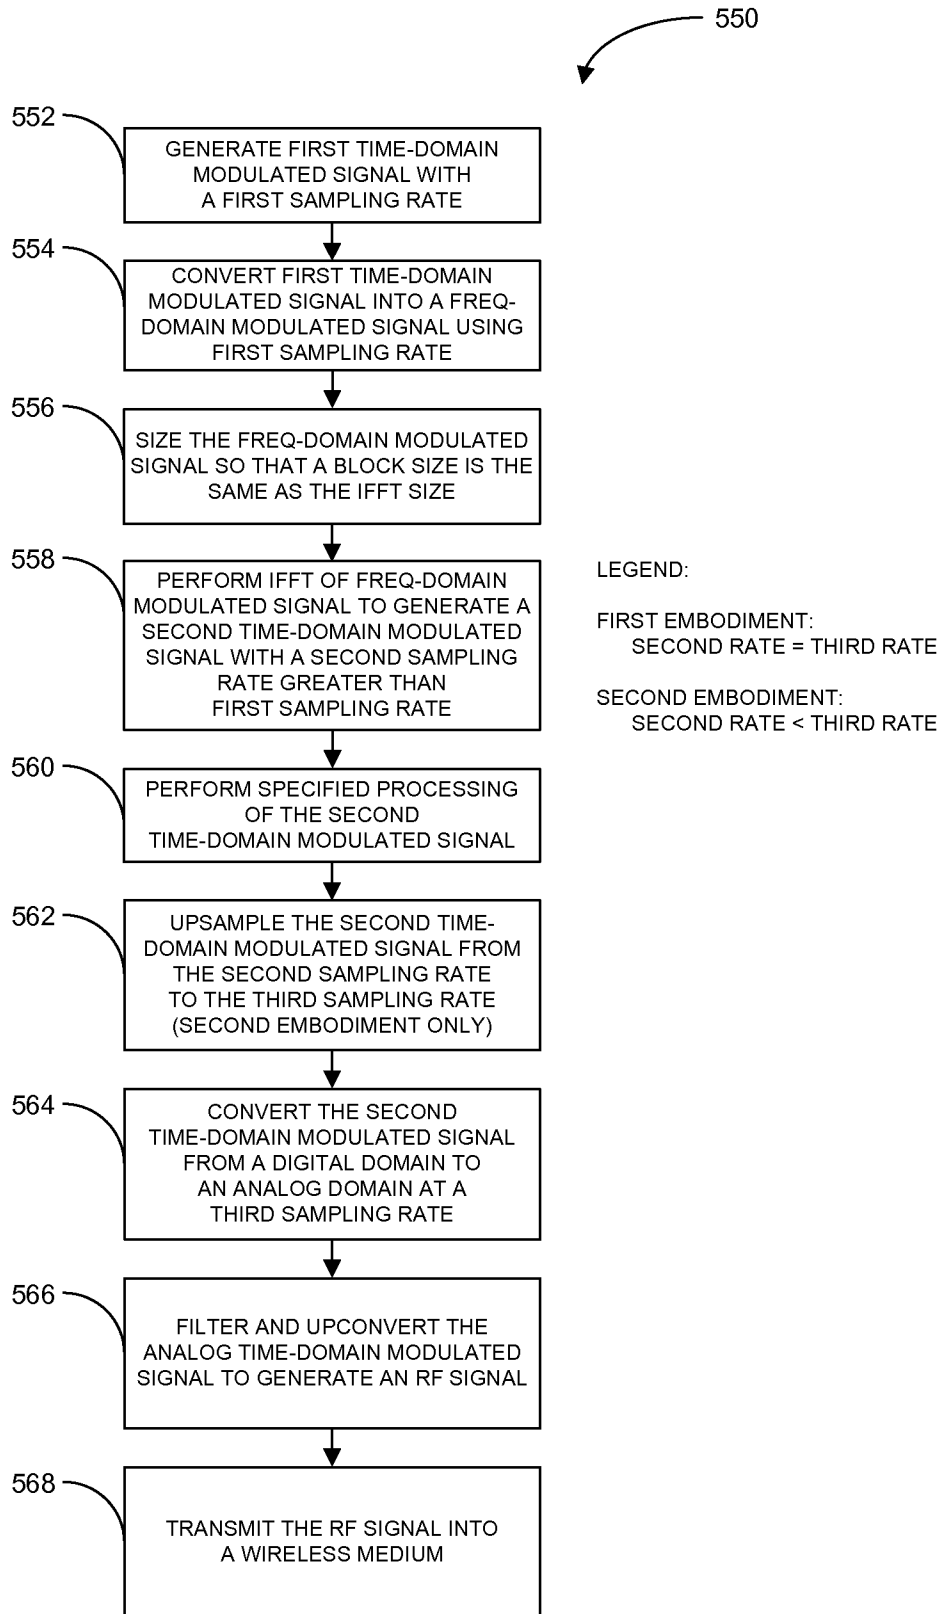 550
552
GENERATE FIRST TIME-DOMAIN
MODULATED SIGNAL WITH
A FIRST SAMPLING RATE
554
CONVERT FIRST TIME-DOMAIN
MODULATED SIGNAL INTO A FREQ-
DOMAIN MODULATED SIGNAL USING
FIRST SAMPLING RATE
556
SIZE THE FREQ-DOMAIN MODULATED
SIGNAL SO THAT A BLOCK SIZE IS THE
SAME AS THE IFFT SIZE
558
PERFORM IFFT OF FREQ-DOMAIN
MODULATED SIGNAL TO GENERATE A
SECOND TIME-DOMAIN MODULATED
SIGNAL WITH A SECOND SAMPLING
RATE GREATER THAN
FIRST SAMPLING RATE
LEGEND:
FIRST EMBODIMENT:
SECOND RATE = THIRD RATE
SECOND EMBODIMENT:
SECOND RATE < THIRD RATE
560
PERFORM SPECIFIED PROCESSING
OF THE SECOND
TIME-DOMAIN MODULATED SIGNAL
562
UPSAMPLE THE SECOND TIME-
DOMAIN MODULATED SIGNAL FROM
THE SECOND SAMPLING RATE
TO THE THIRD SAMPLING RATE
(SECOND EMBODIMENT ONLY)
564
CONVERT THE SECOND
TIME-DOMAIN MODULATED SIGNAL
FROM A DIGITAL DOMAIN TO
AN ANALOG DOMAIN AT A
THIRD SAMPLING RATE
566
FILTER AND UPCONVERT THE
ANALOG TIME-DOMAIN MODULATED
SIGNAL TO GENERATE AN RF SIGNAL
568
TRANSMIT THE RF SIGNAL INTO
A WIRELESS MEDIUM